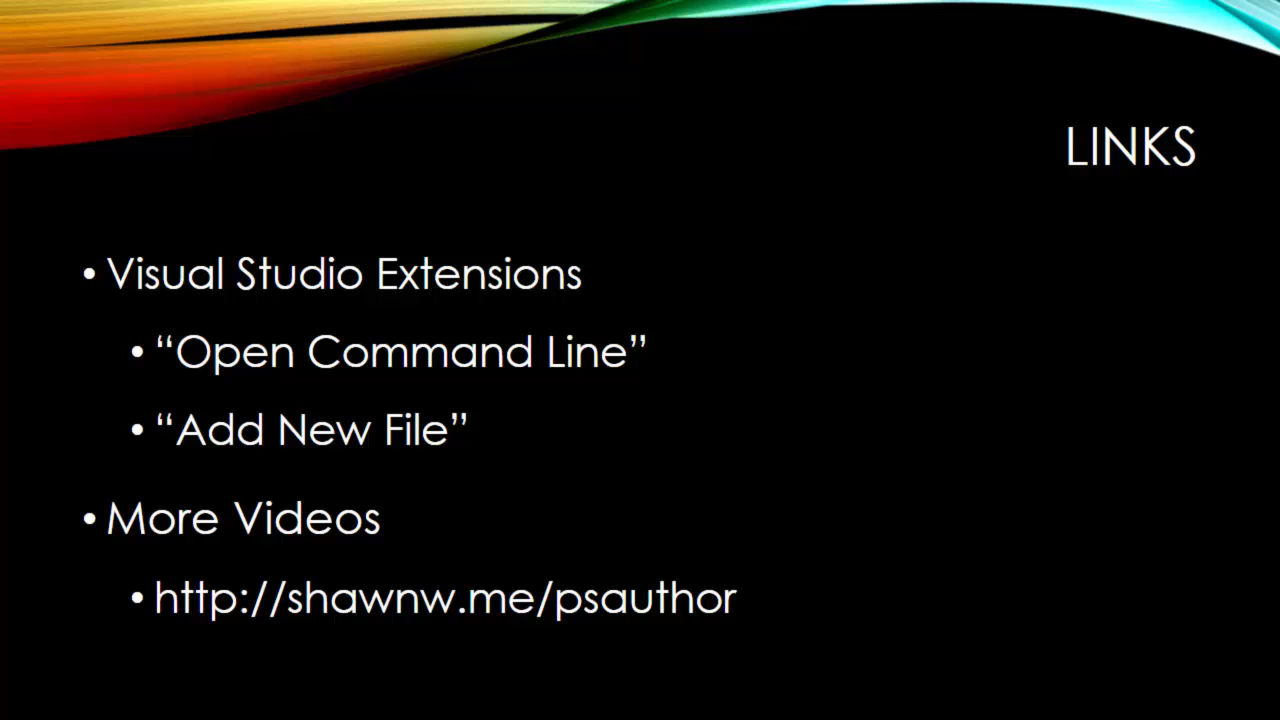 LINKS
• Visual Studio Extensions
• “Open Command Line”
• “Add New File”
• More Videos
• http://shawnw.me/psauthor